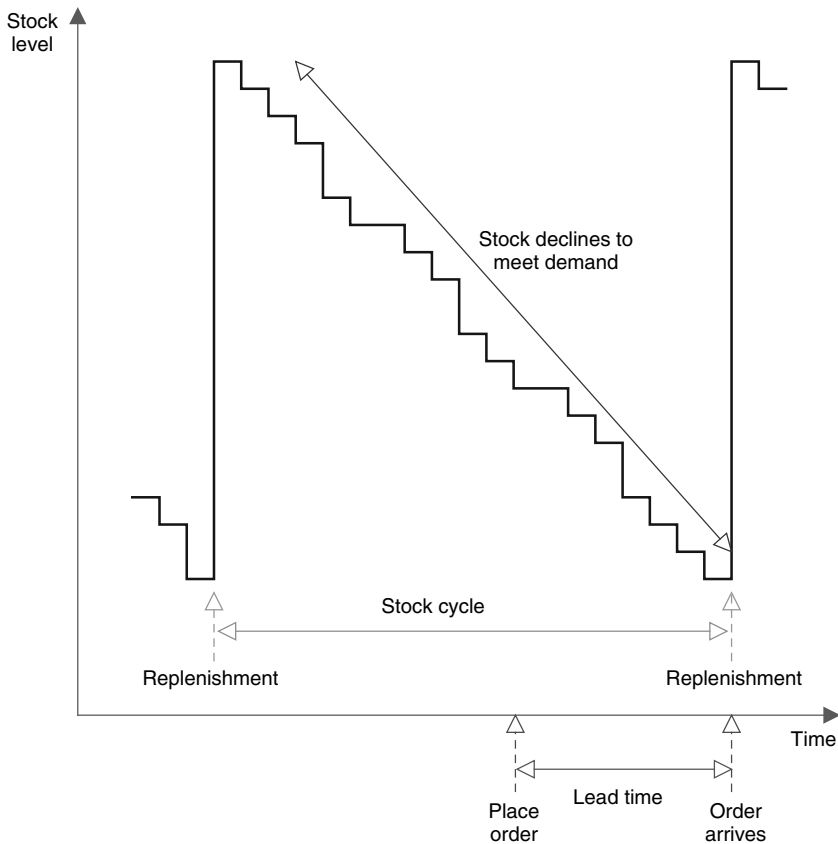 Stock
level
Stock declines to
meet demand
Stock cycle
Replenishment
Replenishment
Time
Lead time
Place
order
Order
arrives